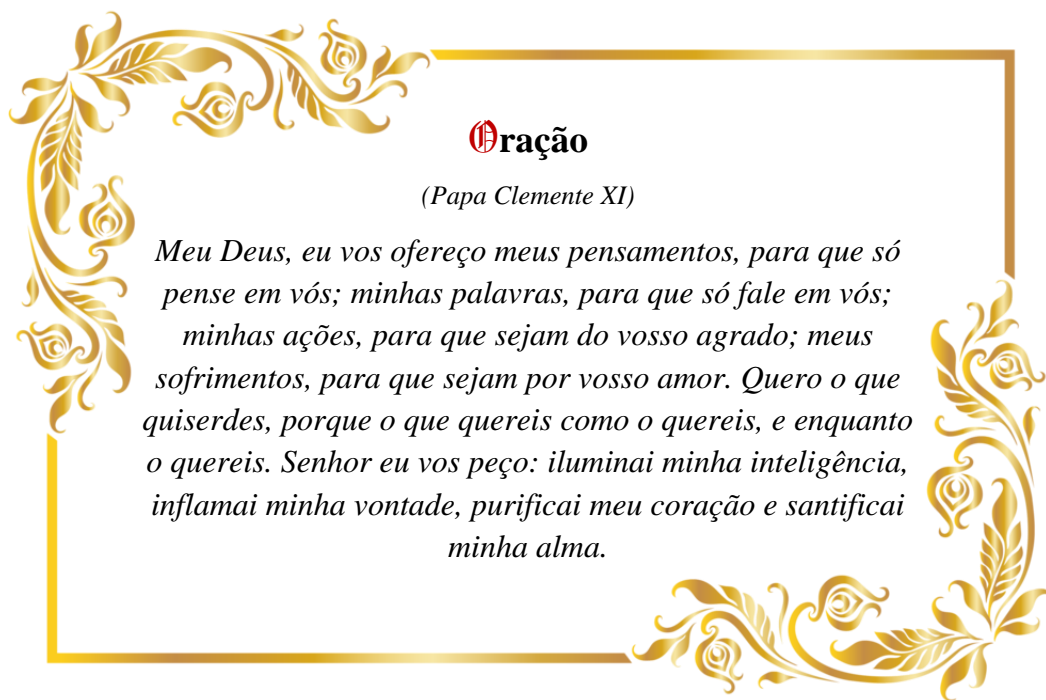 Oração
(Papa Clemente XI)
Meu Deus, eu vos ofereço meus pensamentos, para que só
pense em vós; minhas palavras, para que só fale em vós;
minhas ações, para que sejam do vosso agrado; meus
sofrimentos, para que sejam por vosso amor. Quero o que
quiserdes, porque o que quereis como o quereis, e enquanto
o quereis. Senhor eu vos peço: iluminai minha inteligência,
inflamai minha vontade, purificai meu coração e santificai
minha alma.